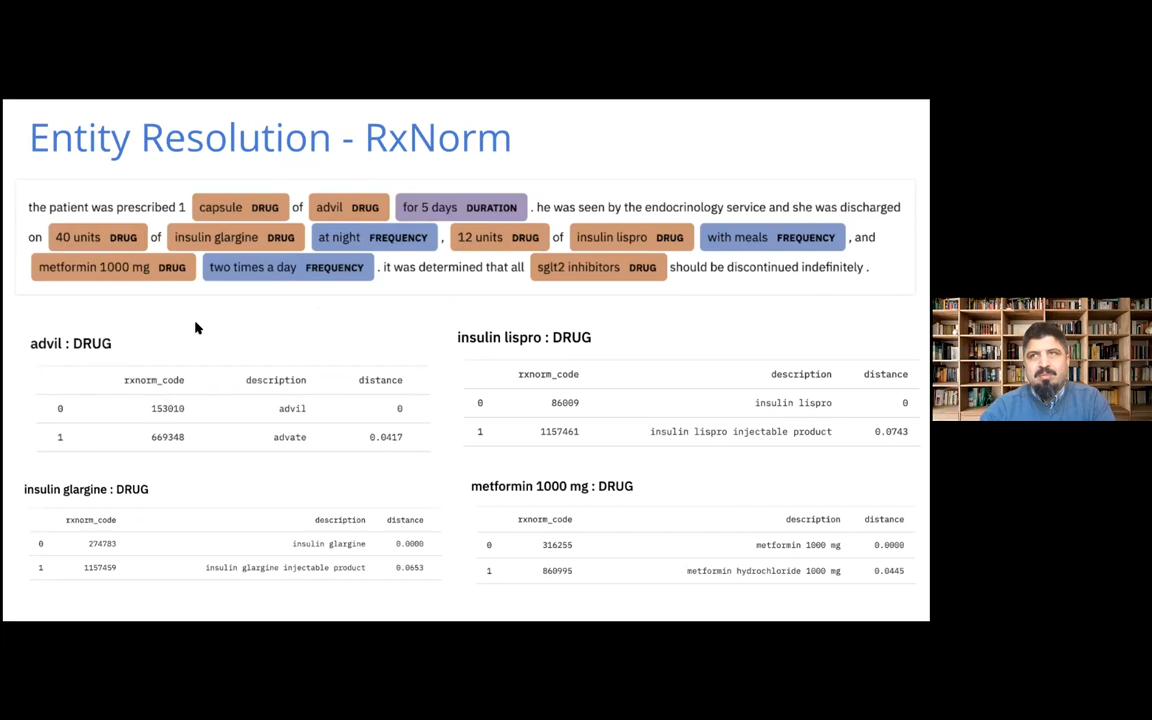 Entity Resolution - RxNorm
the patient was prescribed 1 capsule DRUG of advil DRUG for 5 days DURATION . he was seen by the endocrinology service and she was discharged
on 40 units DRUG of insulin glargine DRUG at night FREQUENCY , 12 units DRUG of insulin lispro DRUG with meals FREQUENCY , and
metformin 1000 mg DRUG two times a day FREQUENCY . it was determined that all sglt2 inhibitors DRUG should be discontinued indefinitely .
advil : DRUG
rxnorm_code description distance
0 153010 advil 0
1 669348 advate 0.0417
insulin lispro : DRUG
rxnorm_code description distance
0 86009 insulin lispro 0
1 1157461 insulin lispro injectable product 0.0743
insulin glargine : DRUG
rxnorm_code description distance
0 274783 insulin glargine 0.0000
1 1157459 insulin glargine injectable product 0.0653
metformin 1000 mg : DRUG
rxnorm_code description distance
0 316255 metformin 1000 mg 0.0000
1 860995 metformin hydrochloride 1000 mg 0.0445